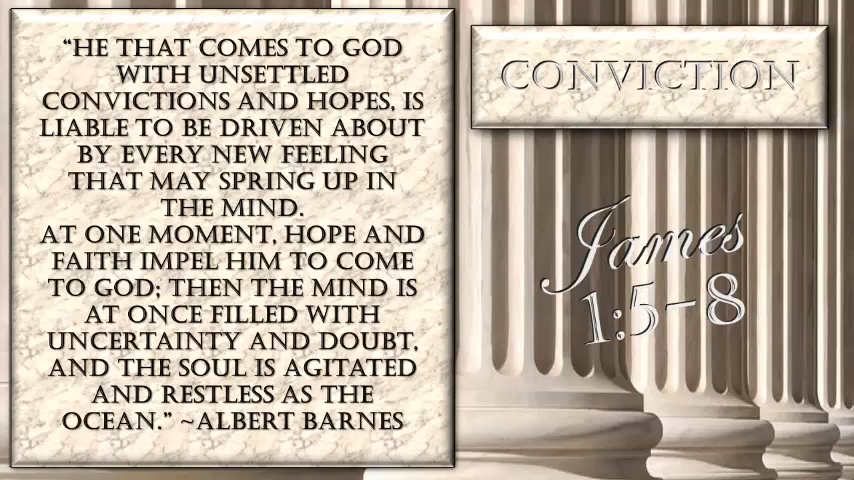 “HE THAT COMES TO GOD
WITH UNSETTLED
CONVICTIONS AND HOPES, IS
LIABLE TO BE DRIVEN ABOUT
BY EVERY NEW FEELING
THAT MAY SPRING UP IN
THE MIND.
AT ONE MOMENT, HOPE AND
FAITH IMPEL HIM TO COME
TO GOD; THEN THE MIND IS
AT ONCE FILLED WITH
UNCERTAINTY AND DOUBT,
AND THE SOUL IS AGITATED
AND RESTLESS AS THE
OCEAN.” ~ALBERT BARNES
CONVICTION
James
1:5-8